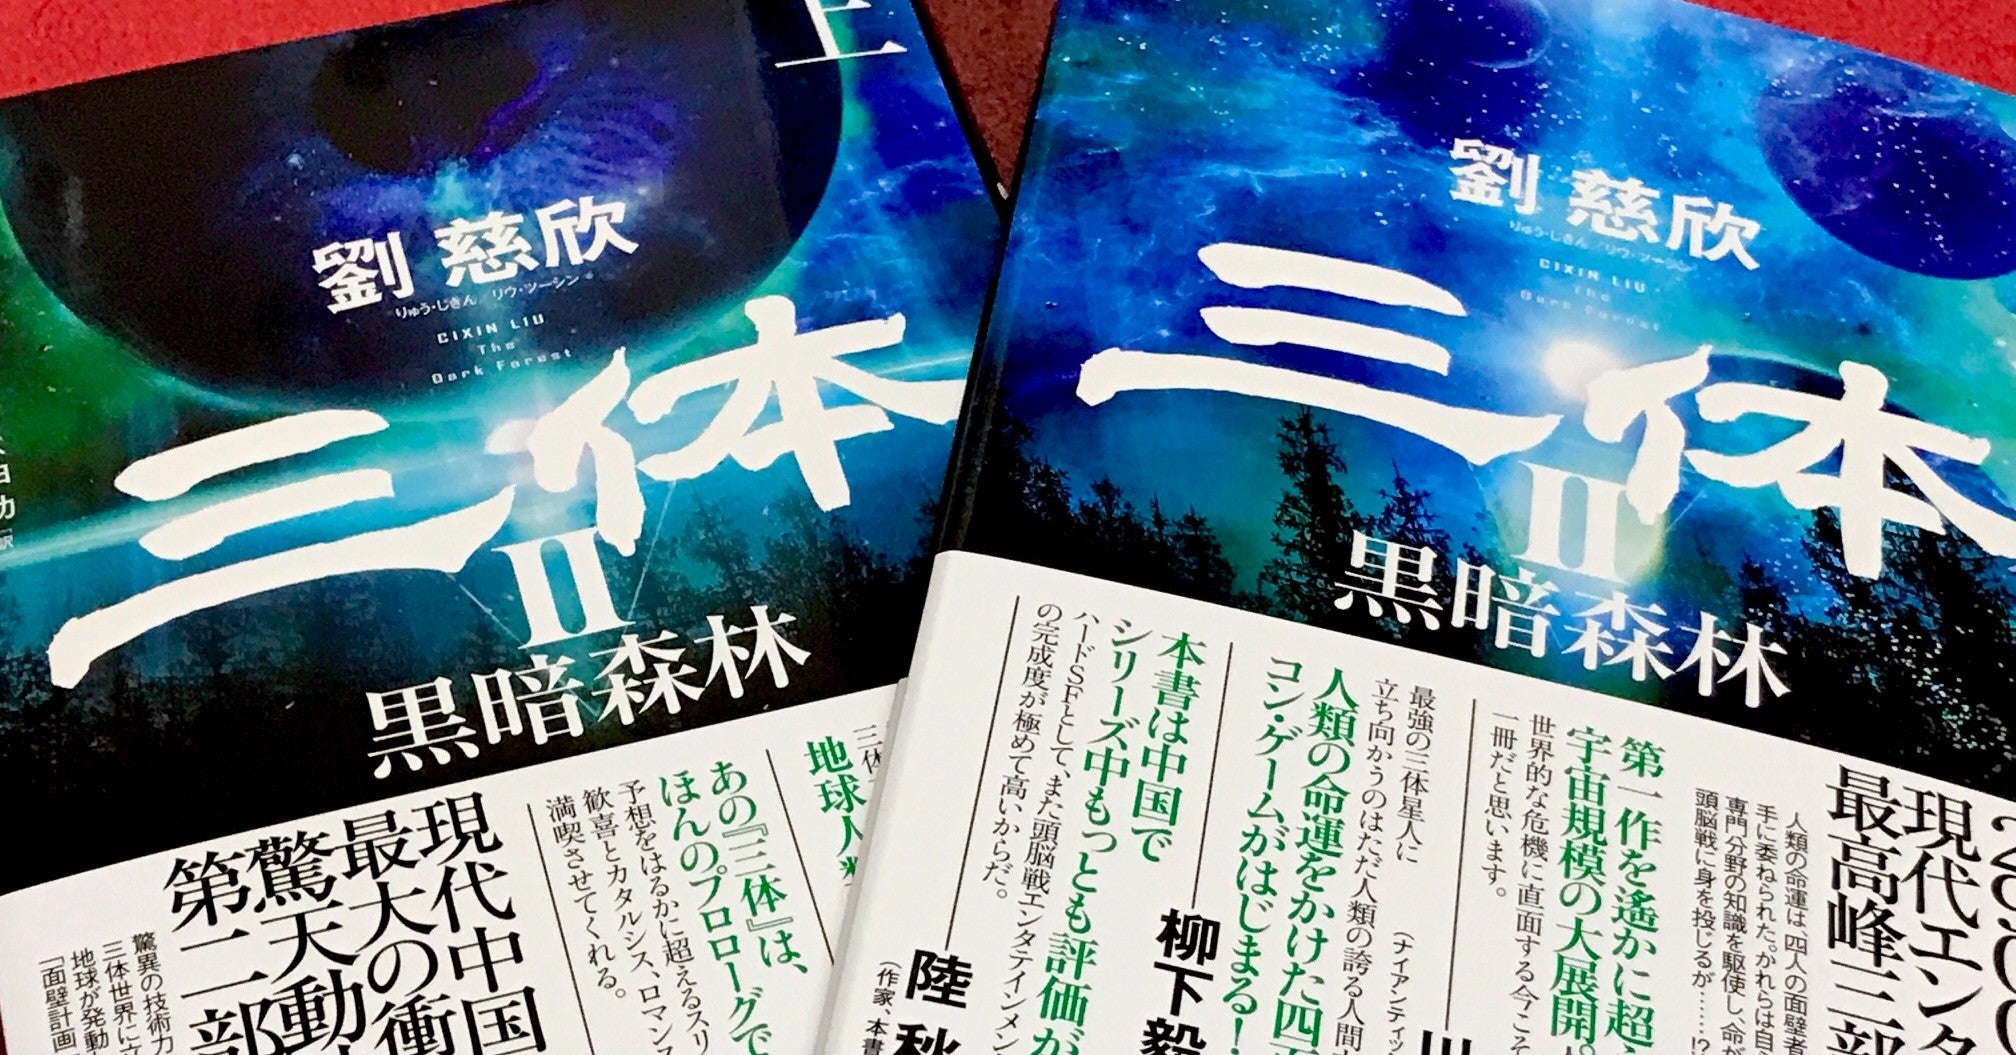 上
劉 慈欣
りゅう・じきん/リウ・ツーシン
CIXIN LIU
The
Dark Forest
三体
II
黒暗森林
地球人類
あの『三体』は、
ほんのプロローグで
予想をはるかに超えるスリ
歓喜とカタルシス、ロマンス
満喫させてくれる。
現代中国
最大の衝
驚天動
第二部
驚異の技術力
三体世界に立
地球が発動
「面壁計画
劉 慈欣
りゅう・じきん/リウ・ツーシン
CIXIN LIU
The
Dark Forest
三体
II
黒暗森林
現代エンタ
最高峰三部
人類の命運は、四人の面壁者
手に委ねられた。かれらは自
専門分野の知識を駆使し、命が
頭脳戦に身を投じるが……!?
第一作を遙かに超
宇宙規模の大展開。
世界的な危機に直面する今こそ
一冊だと思います。
最強の三体星人に
立ち向かうのはただ人類の誇る人間
人類の命運をかけた四
コン・ゲームがはじまる!
柳下毅
本書は中国で
シリーズ中もっとも評価が
ハードSFとして、また頭脳戦エンタテインメン
の完成度が極めて高いからだ。
陸 秋
(作家、本書